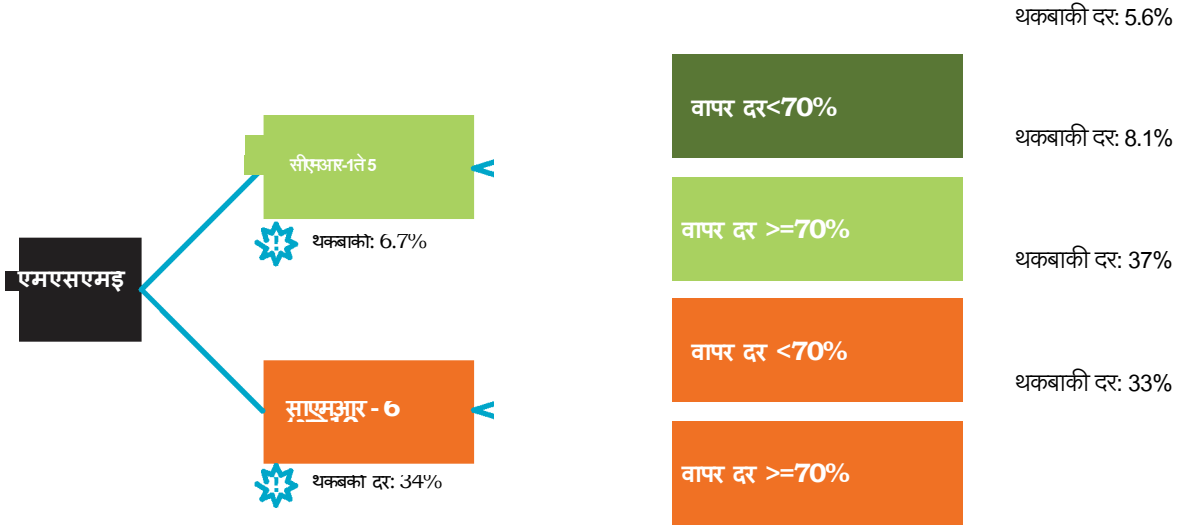 थकबाकी दर: 5.6%
वापर दर<70%
थकबाकी दर: 8.1%
सीएमआर-1ते 5
वापर दर >=70%
थकबाकी: 6.7%
थकबाकी दर: 37%
एमएसएमइ
वापर दर <70%
थकबाकी दर: 33%
साएमआर - 6
वापर दर >=70%
थकबकी दर: 34%